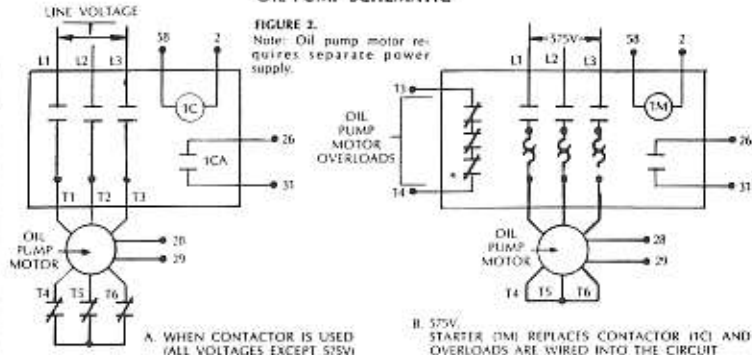 OIL PUMP SCHEMATIC
LINE VOLTAGE
FIGURE 2.
Note: Oil pump motor re-
quires separate power
supply.
L1 L2 L3
58 2
1C
1CA
26
31
T1 T2 T3
OIL
PUMP
MOTOR
28
29
T4 T5 T6
A. WHEN CONTACTOR IS USED
(ALL VOLTAGES EXCEPT 575V)
575V
L1 L2 L3
58 2
1M
OIL
PUMP
MOTOR
OVERLOADS
T4
26
31
OIL
PUMP
MOTOR
28
29
T4 T5 T6
B. 575V.
STARTER (1M) REPLACES CONTACTOR (1C) AND
OVERLOADS ARE WIRED INTO THE CIRCUIT